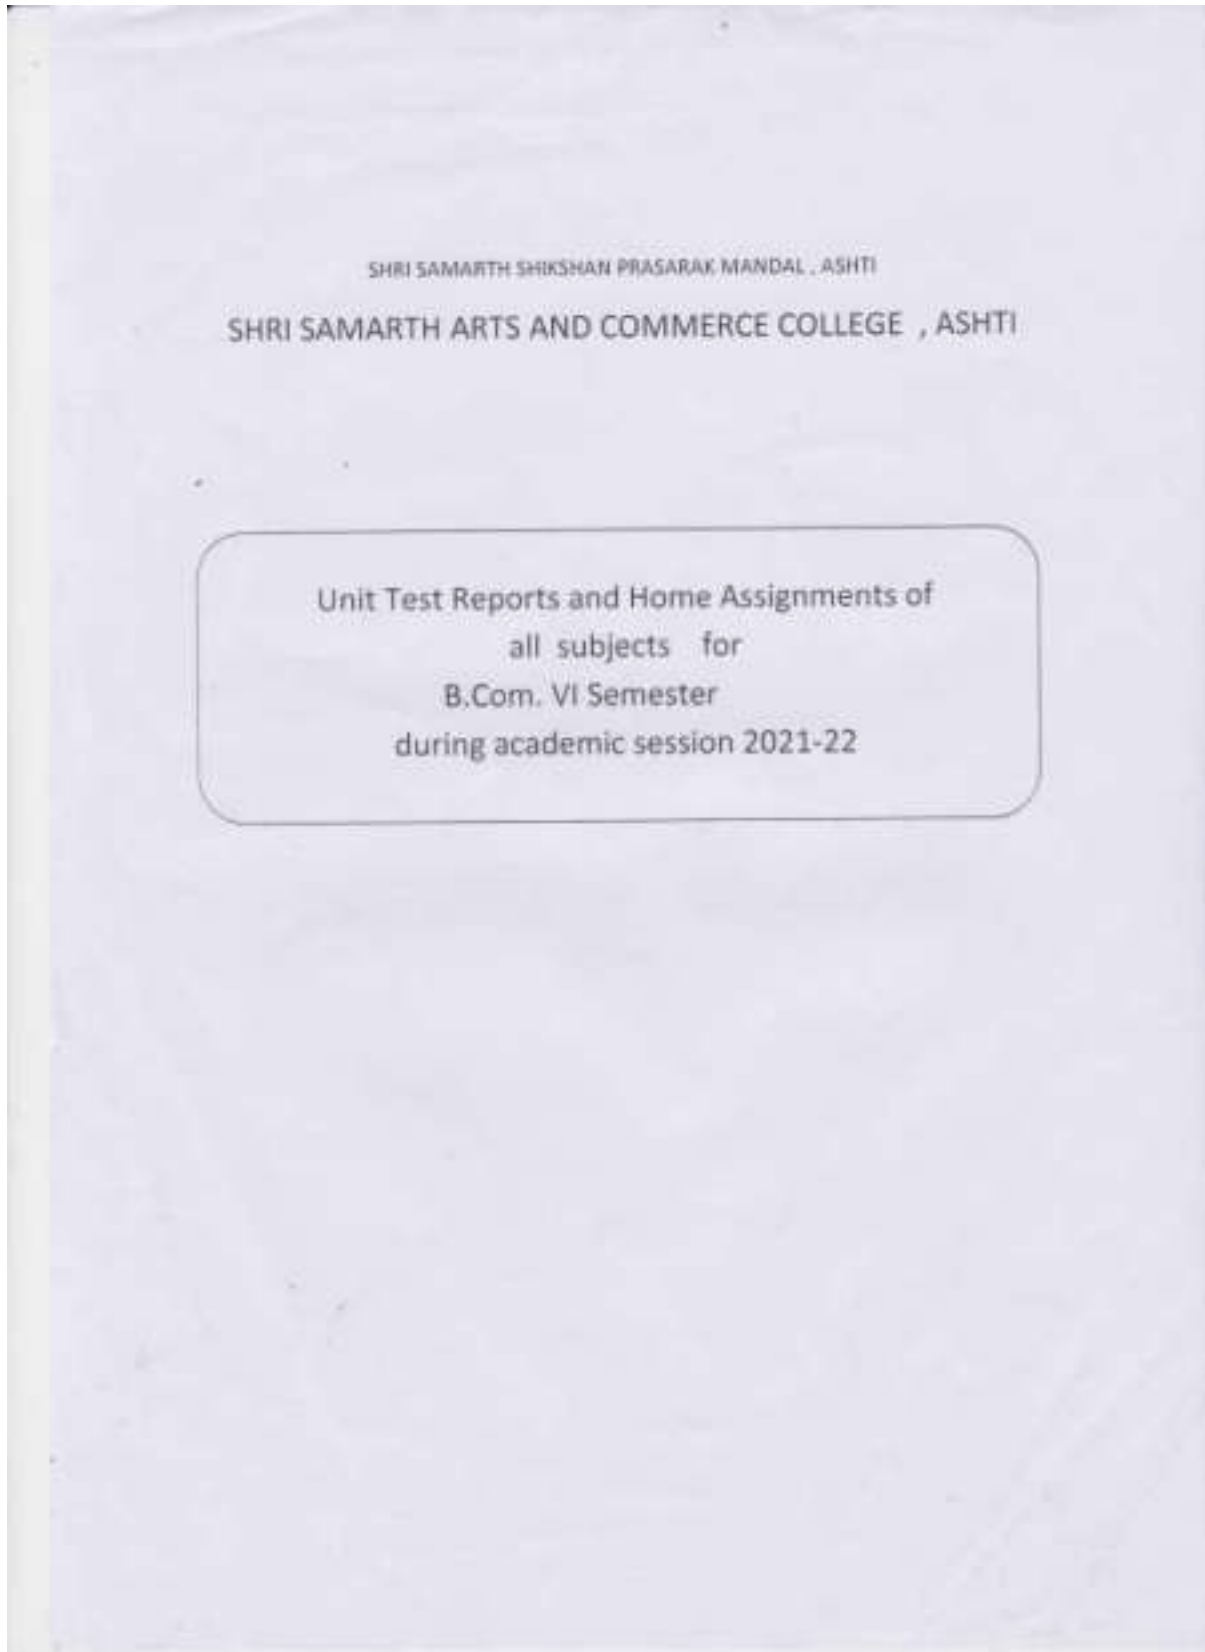 SHRI SAMARTH SHIKSHAN PRASARAK MANDAL , ASHTI
SHRI SAMARTH ARTS AND COMMERCE COLLEGE , ASHTI
Unit Test Reports and Home Assignments of
all subjects for
B.Com. VI Semester
during academic session 2021-22